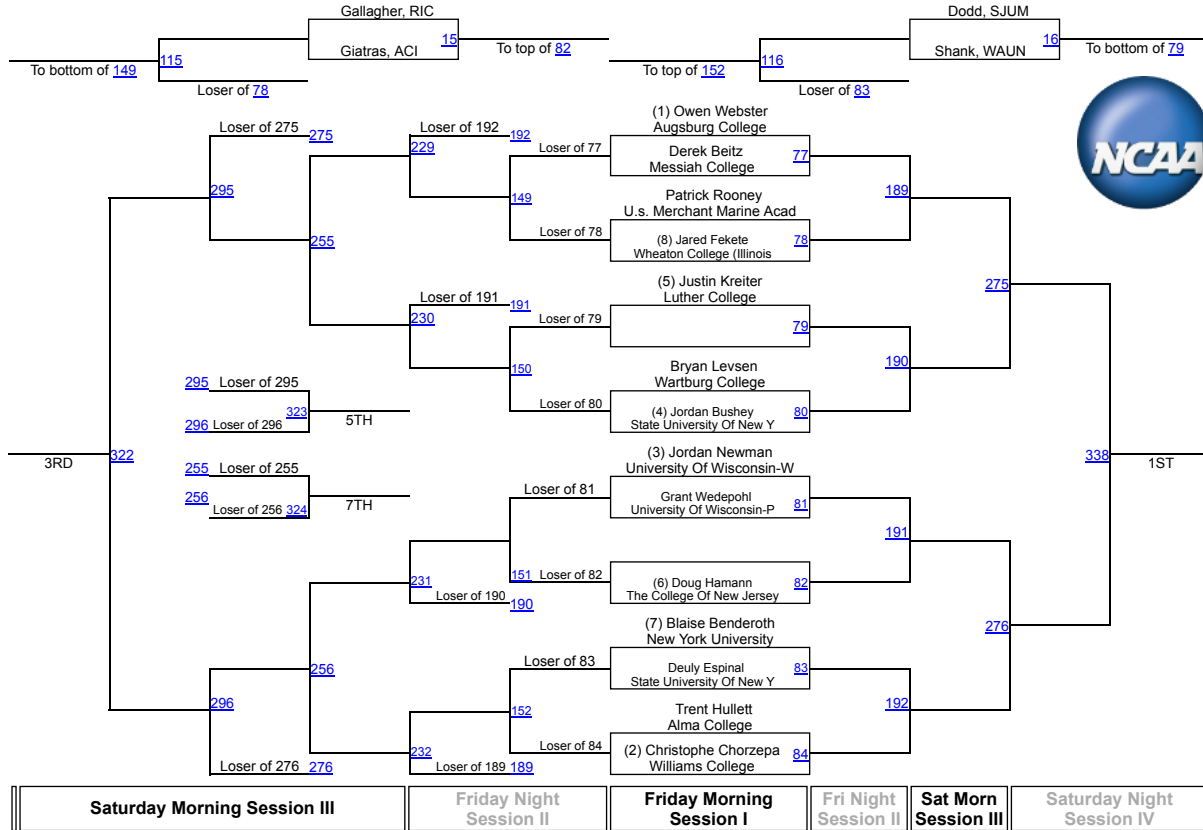 Gallagher, RIC
Dodd, SJUM
Giatras, ACI 15
Shank, WAUN 16
To top of 82
To bottom of 79
To bottom of 149
115
To top of 152
116
Loser of 78
Loser of 83
NCAA
(1) Owen Webster
Augsburg College
Loser of 275 275
Loser of 192 192
229
Loser of 77
Derek Beitz
Messiah College
77
295
149
189
Patrick Rooney
U.s. Merchant Marine Acad
255
Loser of 78
(8) Jared Fekete
Wheaton College (Illinois
78
(5) Justin Kreiter
Luther College
275
Loser of 191 191
230
Loser of 79
79
150
190
Bryan Levsen
Wartburg College
295 Loser of 295
323
5TH
296 Loser of 296
Loser of 80
(4) Jordan Bushey
State University Of New Y
80
3RD
322
(3) Jordan Newman
University Of Wisconsin-W
338
1ST
255 Loser of 255
256
7TH
Loser of 256 324
Loser of 81
Grant Wedepohl
University Of Wisconsin-P
81
191
231
151 Loser of 82
(6) Doug Hamann
The College Of New Jersey
82
Loser of 190 190
(7) Blaise Benderoth
New York University
276
256
Loser of 83
Deuly Espinal
State University Of New Y
83
296
152
192
Trent Hullett
Alma College
232
Loser of 84
(2) Christophe Chorzepa
Williams College
84
Loser of 276 276
Loser of 189 189
Saturday Morning Session III
Friday Night
Session II
Friday Morning
Session I
Fri Night
Session II
Sat Morn
Session III
Saturday Night
Session IV